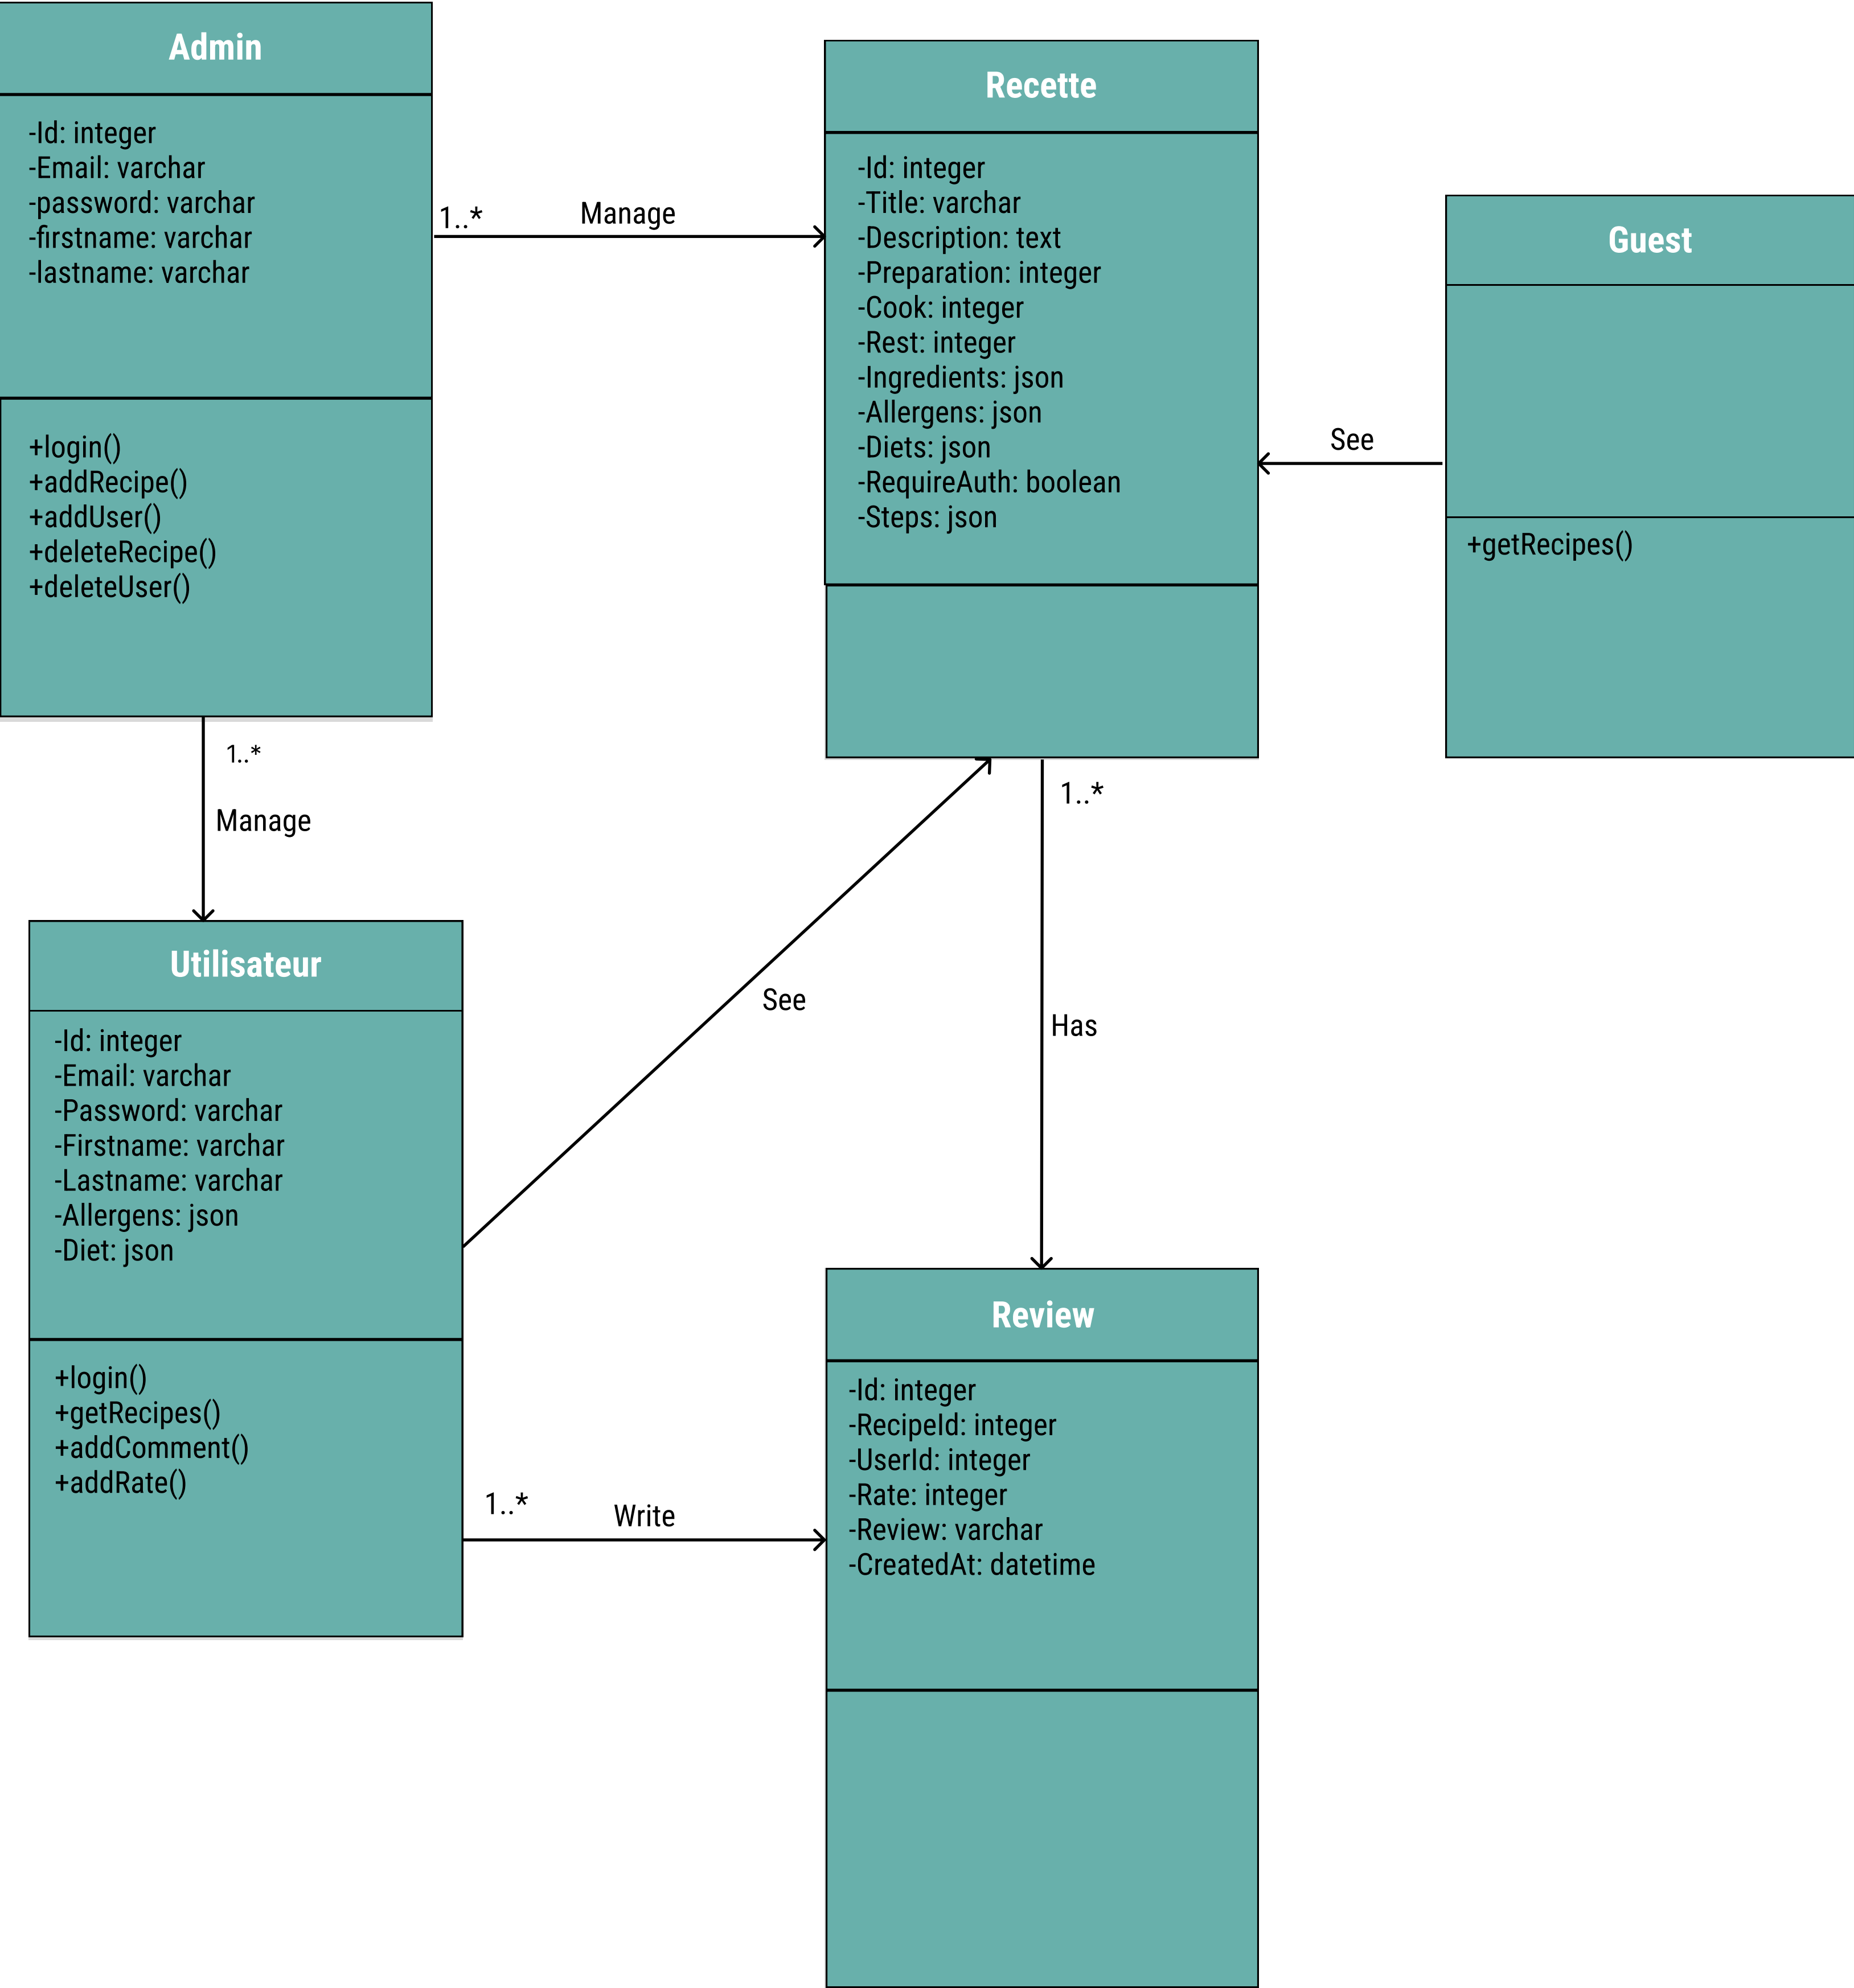 Admin
-Id: integer
-Email: varchar
-password: varchar
-firstname: varchar
-lastname: varchar
+login()
+addRecipe()
+addUser()
+deleteRecipe()
+deleteUser()
1..*
Manage
Recette
-Id: integer
-Title: varchar
-Description: text
-Preparation: integer
-Cook: integer
-Rest: integer
-Ingredients: json
-Allergens: json
-Diets: json
-RequireAuth: boolean
-Steps: json
See
Guest
+getRecipes()
1..*
Manage
1..*
Has
See
Utilisateur
-Id: integer
-Email: varchar
-Password: varchar
-Firstname: varchar
-Lastname: varchar
-Allergens: json
-Diet: json
+login()
+getRecipes()
+addComment()
+addRate()
1..*
Write
Review
-Id: integer
-RecipeId: integer
-UserId: integer
-Rate: integer
-Review: varchar
-CreatedAt: datetime